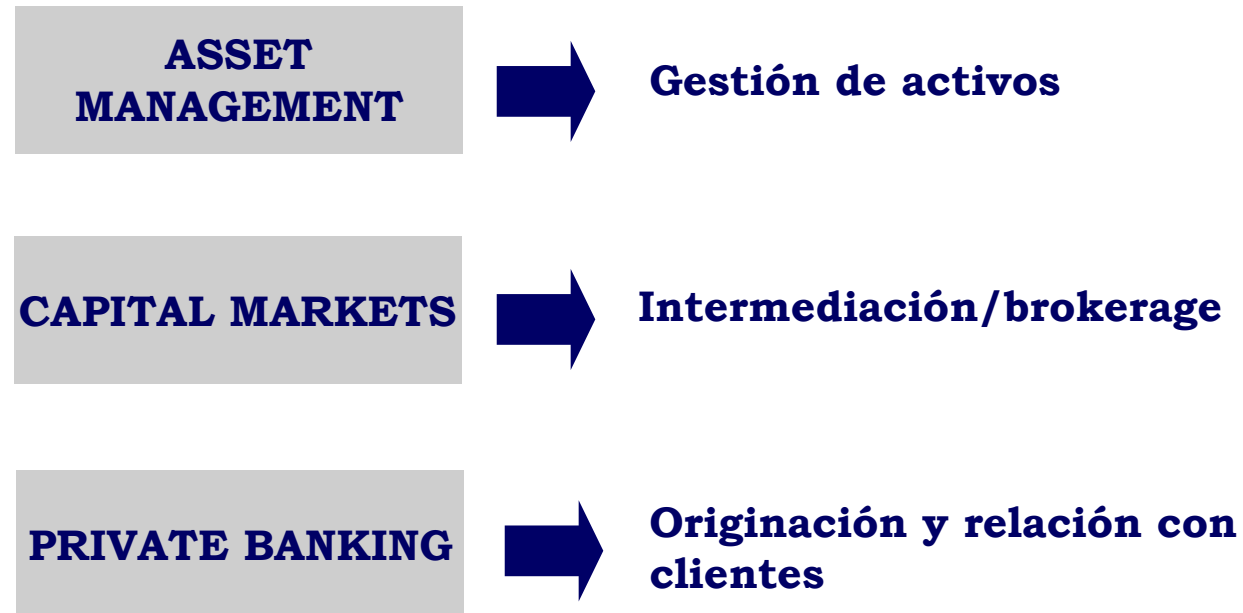 ASSET
MANAGEMENT
Gestión de activos
CAPITAL MARKETS
Intermediación/brokerage
PRIVATE BANKING
Originación y relación con
clientes